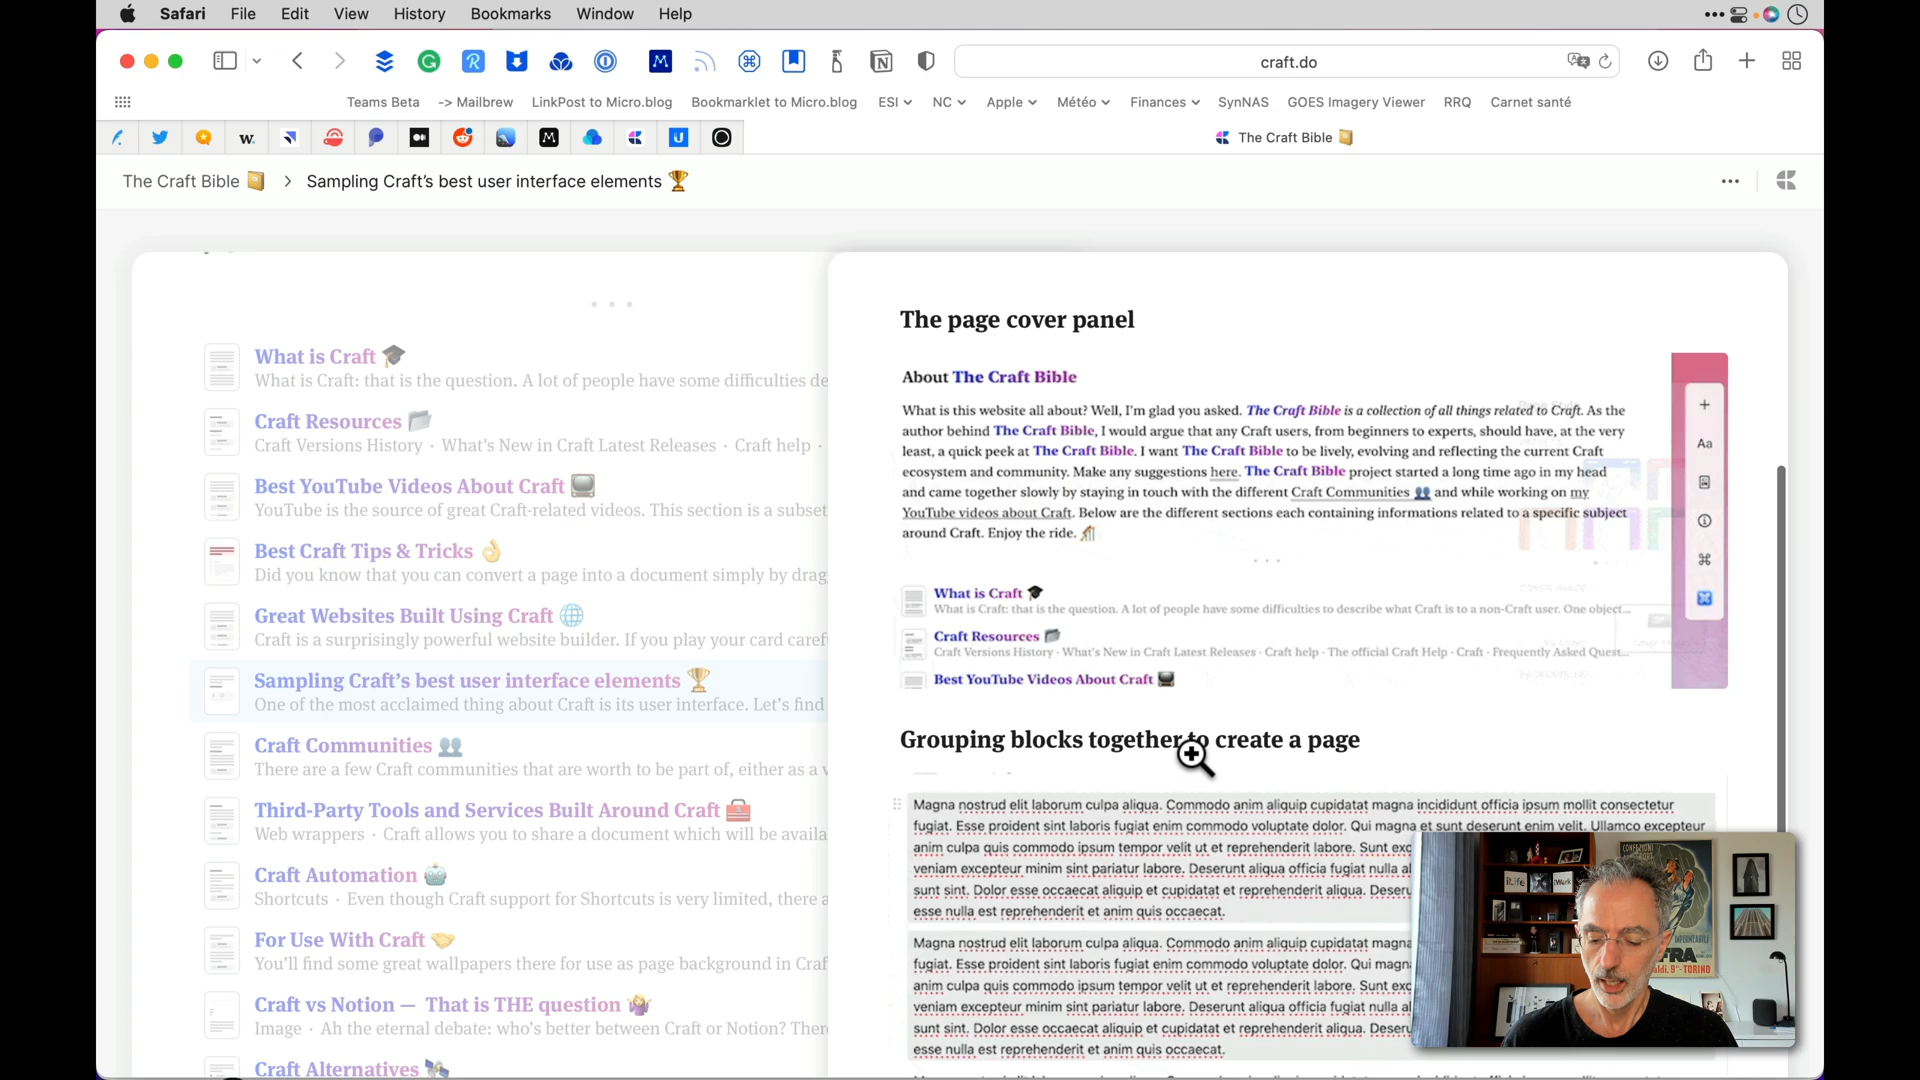 Safari File Edit View History Bookmarks Window Help
craft.do
Teams Beta -> Mailbrew LinkPost to Micro.blog Bookmarklet to Micro.blog ESI NC Apple Météo Finances SynNAS GOES Imagery Viewer RRQ Carnet santé
The Craft Bible
The Craft Bible > Sampling Craft's best user interface elements
What is Craft
What is Craft: that is the question. A lot of people have some difficulties de
Craft Resources
Craft Versions History · What's New in Craft Latest Releases · Craft help ·
Best YouTube Videos About Craft
YouTube is the source of great Craft-related videos. This section is a subset
Best Craft Tips & Tricks
Did you know that you can convert a page into a document simply by drag
Great Websites Built Using Craft
Craft is a surprisingly powerful website builder. If you play your card caref
Sampling Craft's best user interface elements
One of the most acclaimed thing about Craft is its user interface. Let's find
Craft Communities
There are a few Craft communities that are worth to be part of, either as a v
Third-Party Tools and Services Built Around Craft
Web wrappers · Craft allows you to share a document which will be availa
Craft Automation
Shortcuts · Even though Craft support for Shortcuts is very limited, there a
For Use With Craft
You'll find some great wallpapers there for use as page background in Craf
Craft vs Notion — That is THE question
Image · Ah the eternal debate: who's better between Craft or Notion? Ther
Craft Alternatives
The page cover panel
About The Craft Bible
What is this website all about? Well, I'm glad you asked. The Craft Bible is a collection of all things related to Craft. As the
author behind The Craft Bible, I would argue that any Craft users, from beginners to experts, should have, at the very
least, a quick peek at The Craft Bible. I want The Craft Bible to be lively, evolving and reflecting the current Craft
ecosystem and community. Make any suggestions here. The Craft Bible project started a long time ago in my head
and came together slowly by staying in touch with the different Craft Communities and while working on my
YouTube videos about Craft. Below are the different sections each containing informations related to a specific subject
around Craft. Enjoy the ride.
What is Craft
What is Craft: that is the question. A lot of people have some difficulties to describe what Craft is to a non-Craft user. One object...
Craft Resources
Craft Versions History · What's New in Craft Latest Releases · Craft help · The official Craft Help · Craft · Frequently Asked Quest...
Best YouTube Videos About Craft
Aa
Grouping blocks together to create a page
Magna nostrud elit laborum culpa aliqua. Commodo anim aliquip cupidatat magna incididunt officia ipsum mollit consectetur
fugiat. Esse proident sint laboris fugiat enim commodo voluptate dolor. Qui magna et sunt deserunt enim velit. Ullamco excepteur
anim culpa quis commodo ipsum tempor velit ut et reprehenderit labore. Sunt exc
veniam excepteur minim sint pariatur labore. Deserunt aliqua officia fugiat nulla al
sunt sint. Dolor esse occaecat aliquip et cupidatat et reprehenderit aliqua. Deseru
esse nulla est reprehenderit et anim quis occaecat.
Magna nostrud elit laborum culpa aliqua. Commodo anim aliquip cupidatat magna
fugiat. Esse proident sint laboris fugiat enim commodo voluptate dolor. Qui magn
anim culpa quis commodo ipsum tempor velit ut et reprehenderit labore. Sunt exc
veniam excepteur minim sint pariatur labore. Deserunt aliqua officia fugiat nulla al
sunt sint. Dolor esse occaecat aliquip et cupidatat et reprehenderit aliqua. Deseru
esse nulla est reprehenderit et anim quis occaecat.
iLife
iWork